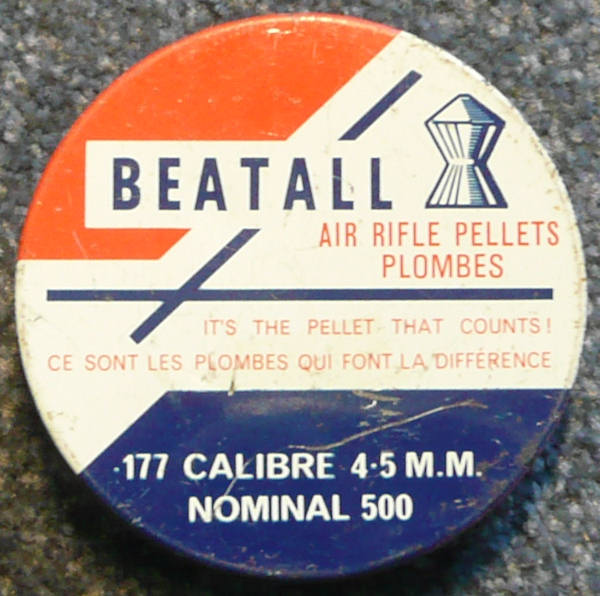 BEATALL
AIR RIFLE PELLETS
PLOMBES
IT'S THE PELLET THAT COUNTS!
CE SONT LES PLOMBES QUI FONT LA DIFFÉRENCE
·177 CALIBRE 4·5 M.M.
NOMINAL 500